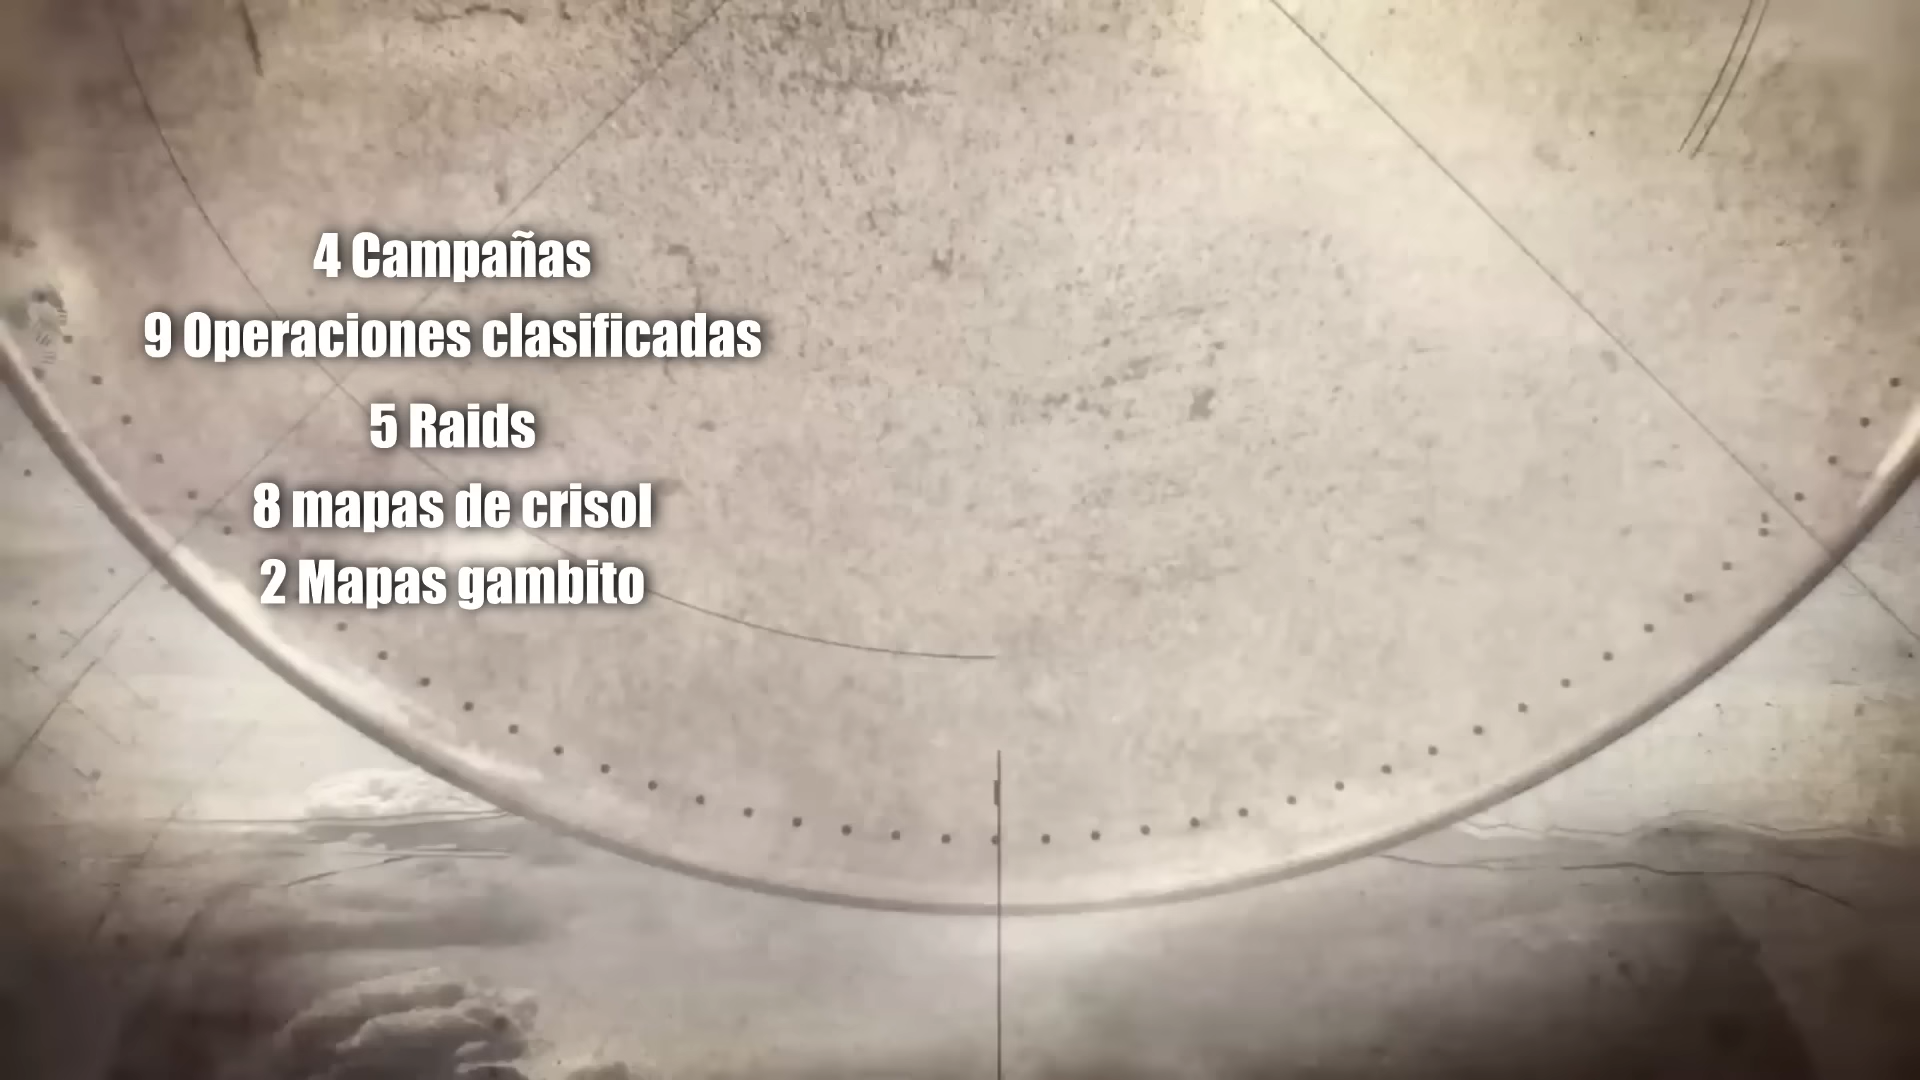 4 Campañas
9 Operaciones clasificadas
5 Raids
8 mapas de crisol
2 Mapas gambito